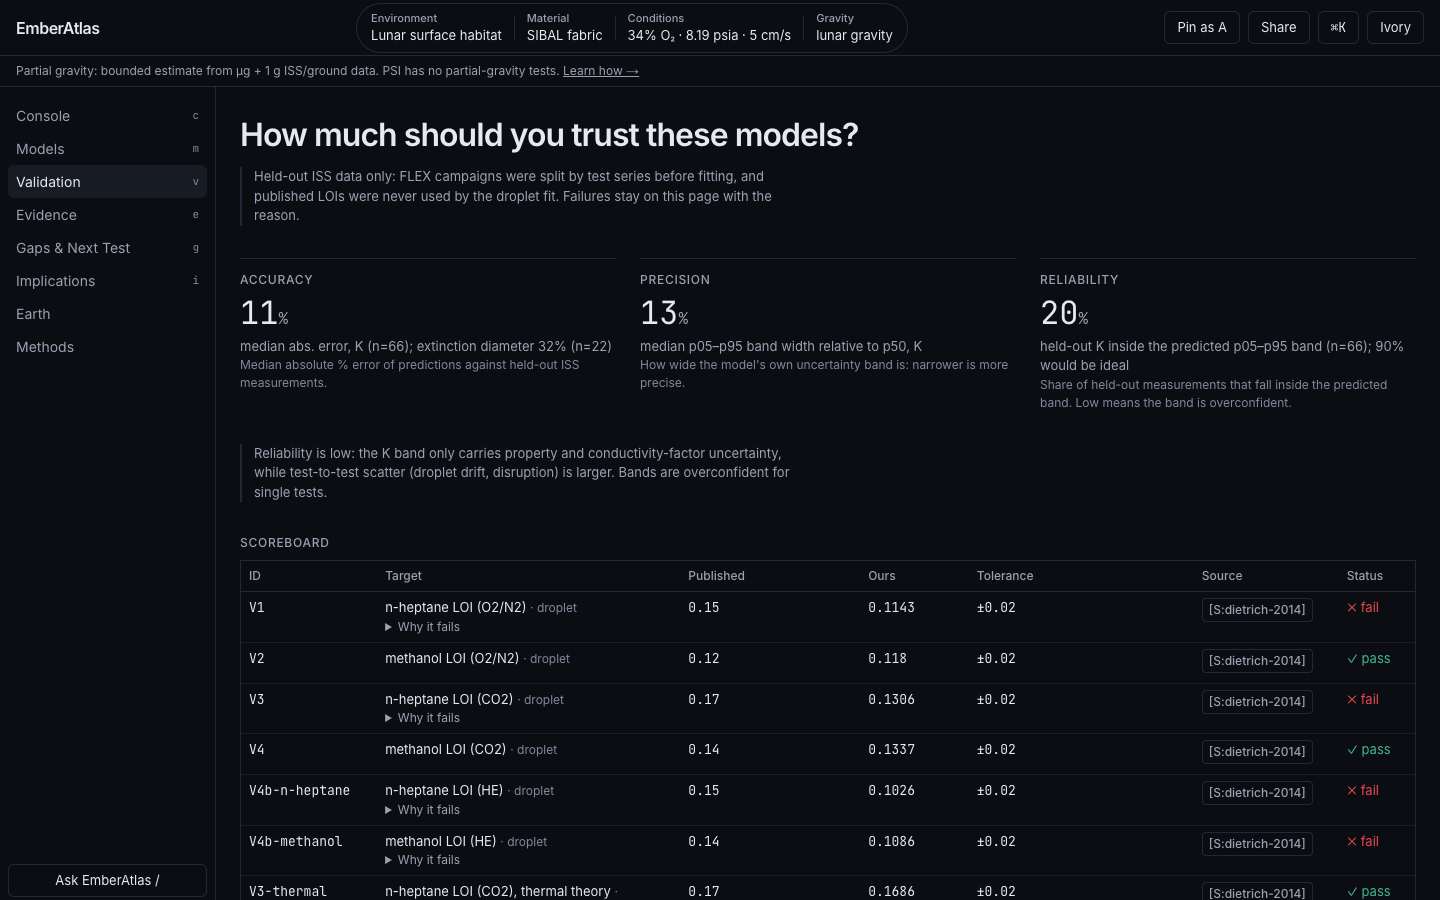 EmberAtlas
Environment
Lunar surface habitat
Material
SIBAL fabric
Conditions
34% O₂ · 8.19 psia · 5 cm/s
Gravity
lunar gravity
Pin as A
Share
⌘K
Ivory
Partial gravity: bounded estimate from µg + 1 g ISS/ground data. PSI has no partial-gravity tests. Learn how →
Console c
Models m
Validation v
Evidence e
Gaps & Next Test g
Implications i
Earth
Methods
Ask EmberAtlas /
How much should you trust these models?
Held-out ISS data only: FLEX campaigns were split by test series before fitting, and
published LOIs were never used by the droplet fit. Failures stay on this page with the
reason.
ACCURACY
11%
median abs. error, K (n=66); extinction diameter 32% (n=22)
Median absolute % error of predictions against held-out ISS
measurements.
PRECISION
13%
median p05–p95 band width relative to p50, K
How wide the model's own uncertainty band is: narrower is more
precise.
RELIABILITY
20%
held-out K inside the predicted p05–p95 band (n=66); 90%
would be ideal
Share of held-out measurements that fall inside the predicted
band. Low means the band is overconfident.
Reliability is low: the K band only carries property and conductivity-factor uncertainty,
while test-to-test scatter (droplet drift, disruption) is larger. Bands are overconfident for
single tests.
SCOREBOARD
ID Target Published Ours Tolerance Source Status
V1 n-heptane LOI (O2/N2) · droplet 0.15 0.1143 ±0.02 [S:dietrich-2014] ✕ fail
▶ Why it fails
V2 methanol LOI (O2/N2) · droplet 0.12 0.118 ±0.02 [S:dietrich-2014] ✓ pass
V3 n-heptane LOI (CO2) · droplet 0.17 0.1306 ±0.02 [S:dietrich-2014] ✕ fail
▶ Why it fails
V4 methanol LOI (CO2) · droplet 0.14 0.1337 ±0.02 [S:dietrich-2014] ✓ pass
V4b-n-heptane n-heptane LOI (HE) · droplet 0.15 0.1026 ±0.02 [S:dietrich-2014] ✕ fail
▶ Why it fails
V4b-methanol methanol LOI (HE) · droplet 0.14 0.1086 ±0.02 [S:dietrich-2014] ✕ fail
▶ Why it fails
V3-thermal n-heptane LOI (CO2), thermal theory · 0.17 0.1686 ±0.02 [S:dietrich-2014] ✓ pass